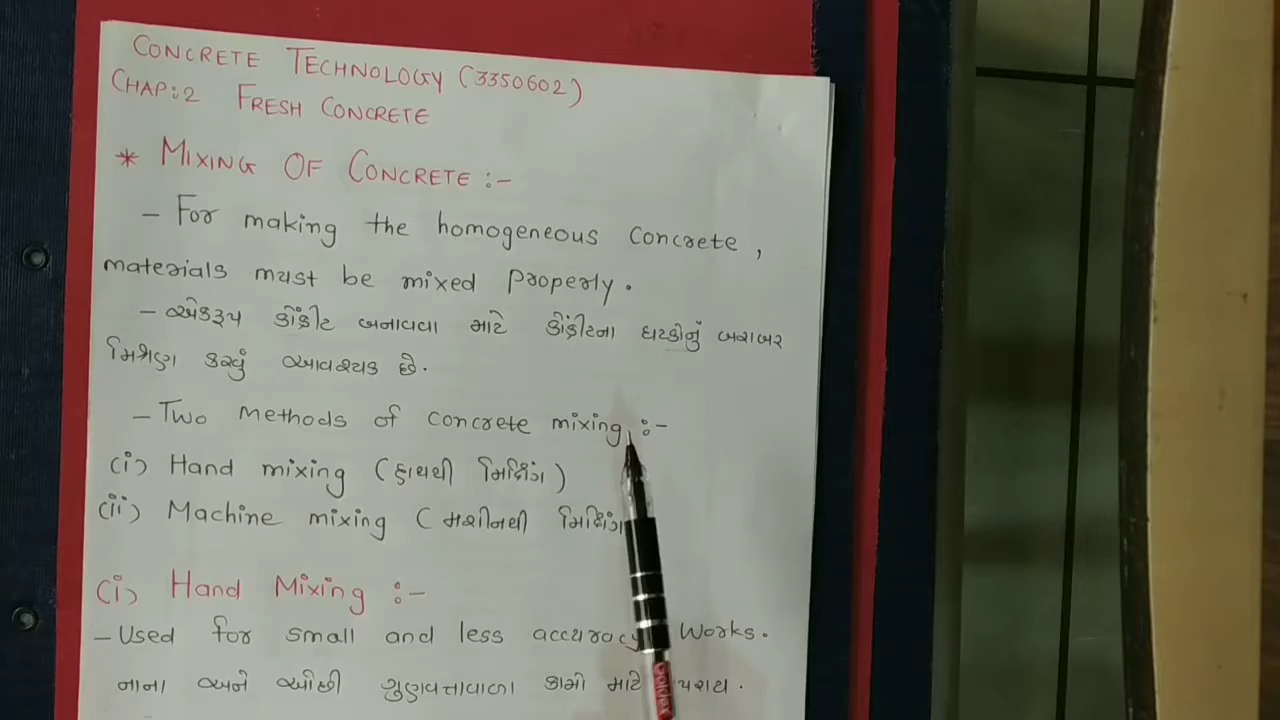 CONCRETE TECHNOLOGY (3350602)
CHAP:2 FRESH CONCRETE
* MIXING OF CONCRETE :-
- For making the homogeneous concrete,
materials must be mixed properly.
- એકરૂપ કોંક્રીટ બનાવવા માટે કોંક્રીટના ઘટકોનું બરાબર
મિશ્રણ કરવું આવશ્યક છે.
- Two methods of concrete mixing :-
(i) Hand mixing (હાથથી મિક્ષિંગ)
(ii) Machine mixing (મશીનથી મિક્ષિંગ
(i) Hand Mixing :-
- Used for small and less accuracy works.
નાના અને ઓછી ગુણવત્તાવાળા કામો માટે વપરાય.
Goldex